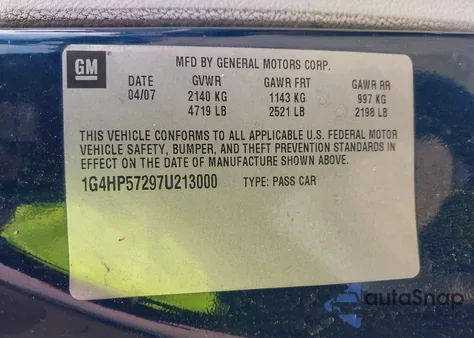 GM
MFD BY GENERAL MOTORS CORP.
DATE GVWR GAWR FRT GAWR RR
04/07 2140 KG 1143 KG 997 KG
4719 LB 2521 LB 2198 LB
THIS VEHICLE CONFORMS TO ALL APPLICABLE U.S. FEDERAL MOTOR
VEHICLE SAFETY, BUMPER, AND THEFT PREVENTION STANDARDS IN
EFFECT ON THE DATE OF MANUFACTURE SHOWN ABOVE.
1G4HP57297U213000 TYPE: PASS CAR
autoSnap